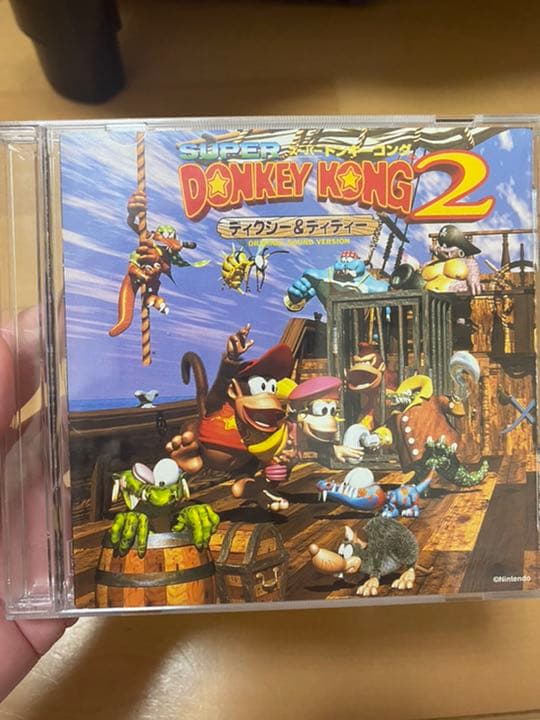 SUPER スーパードンキーコング
DONKEY KONG 2
ディクシー&ディディー
ORIGINAL SOUND VERSION
©Nintendo